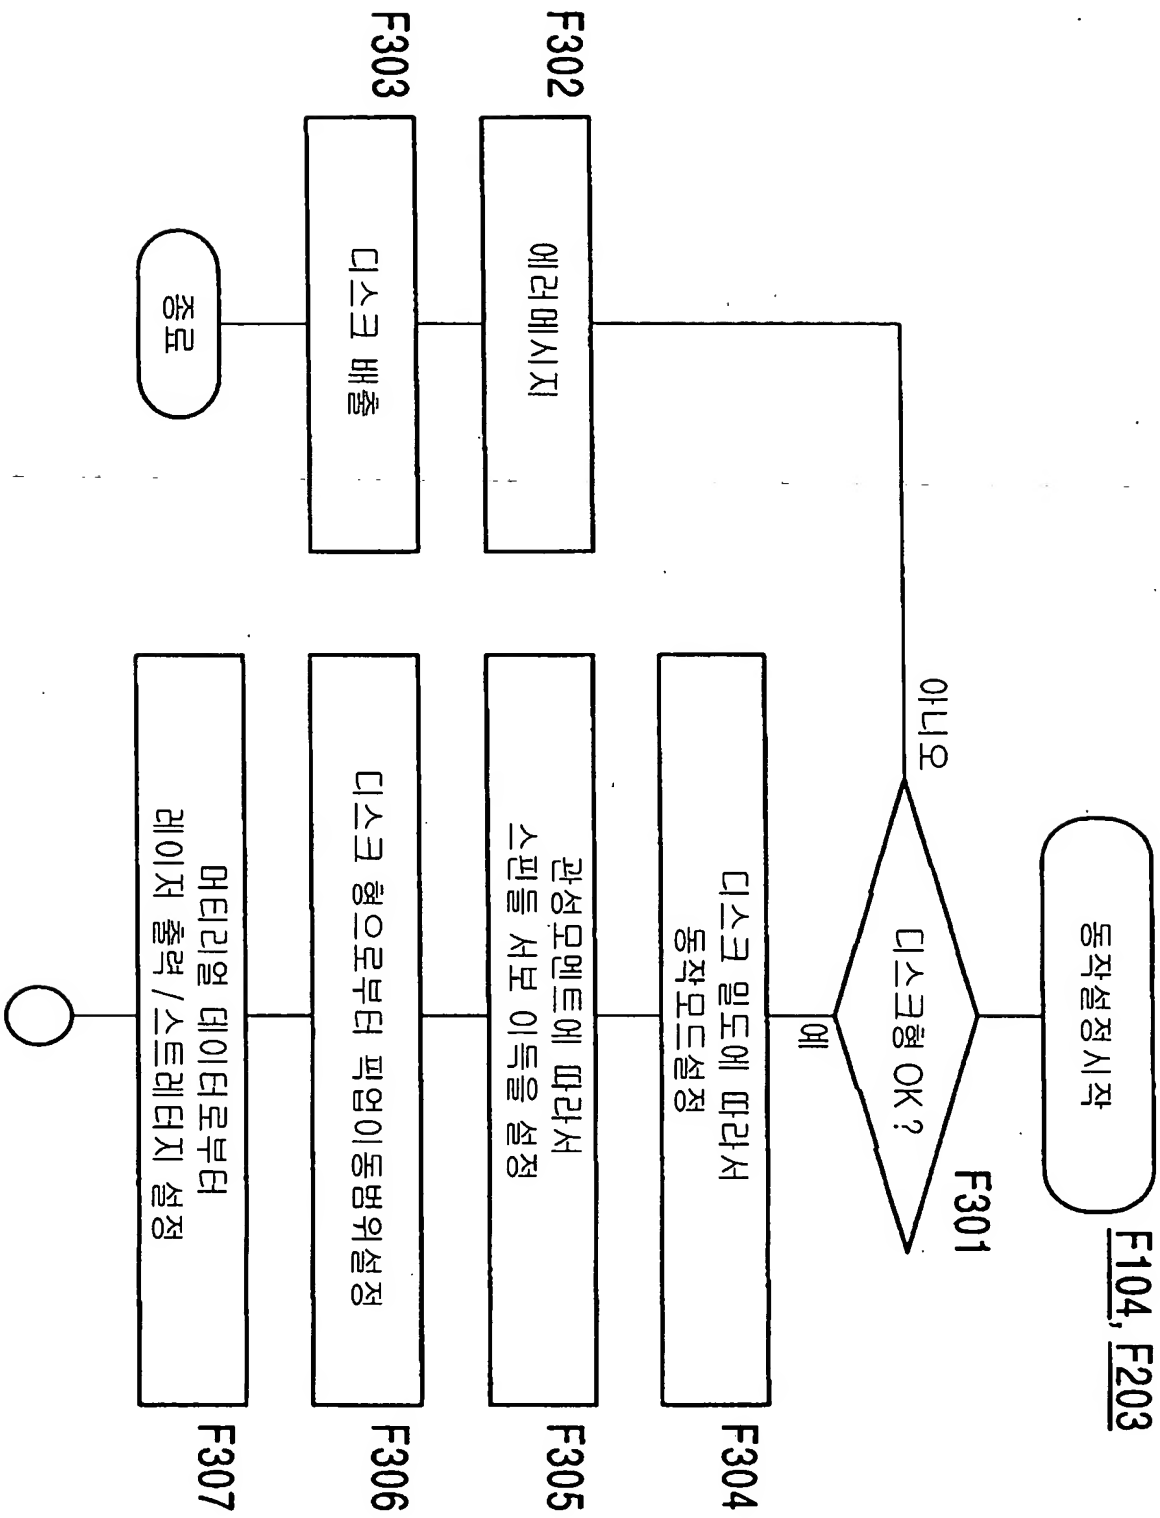 동작설정시작
F104, F203
디스크형 OK ?
F301
아니오
예
에러메시지
F302
디스크 배출
F303
종료
디스크 밀도에 따라서
동작모드설정
F304
관성모멘트에 따라서
스핀들 서보 이득을 설정
F305
디스크 형으로부터 픽업이동범위설정
F306
머티리얼 데이터로부터
레이저 출력/스트레터지 설정
F307